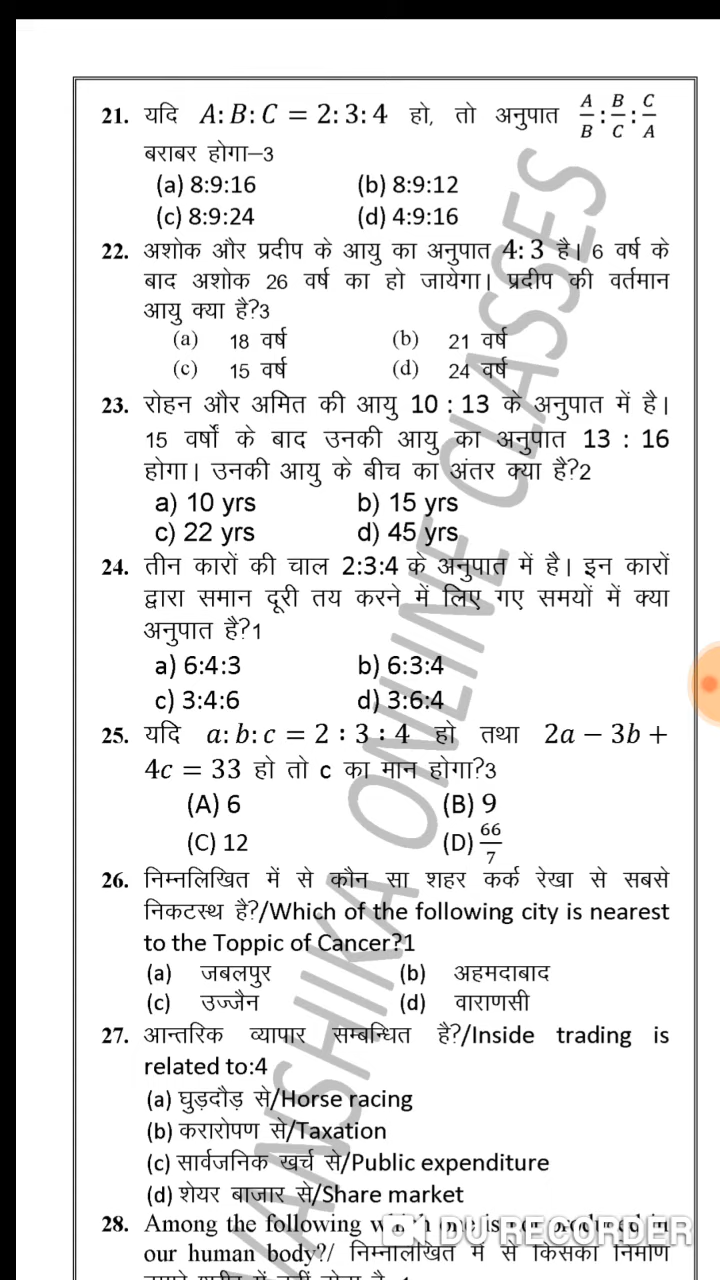 21. यदि A:B:C = 2:3:4 हो, तो अनुपात A/B : B/C : C/A
बराबर होगा–3
(a) 8:9:16 (b) 8:9:12
(c) 8:9:24 (d) 4:9:16
22. अशोक और प्रदीप के आयु का अनुपात 4:3 है। 6 वर्ष के
बाद अशोक 26 वर्ष का हो जायेगा। प्रदीप की वर्तमान
आयु क्या है?3
(a) 18 वर्ष (b) 21 वर्ष
(c) 15 वर्ष (d) 24 वर्ष
23. रोहन और अमित की आयु 10 : 13 के अनुपात में है।
15 वर्षों के बाद उनकी आयु का अनुपात 13 : 16
होगा। उनकी आयु के बीच का अंतर क्या है?2
a) 10 yrs b) 15 yrs
c) 22 yrs d) 45 yrs
24. तीन कारों की चाल 2:3:4 के अनुपात में है। इन कारों
द्वारा समान दूरी तय करने में लिए गए समयों में क्या
अनुपात है?1
a) 6:4:3 b) 6:3:4
c) 3:4:6 d) 3:6:4
25. यदि a:b:c = 2 : 3 : 4 हो तथा 2a − 3b +
4c = 33 हो तो c का मान होगा?3
(A) 6 (B) 9
(C) 12 (D) 66/7
26. निम्नलिखित में से कौन सा शहर कर्क रेखा से सबसे
निकटस्थ है?/Which of the following city is nearest
to the Toppic of Cancer?1
(a) जबलपुर (b) अहमदाबाद
(c) उज्जैन (d) वाराणसी
27. आन्तरिक व्यापार सम्बन्धित है?/Inside trading is
related to:4
(a) घुड़दौड़ से/Horse racing
(b) करारोपण से/Taxation
(c) सार्वजनिक खर्च से/Public expenditure
(d) शेयर बाजार से/Share market
28. Among the following which one is not produced in
our human body?/ निम्नलिखित में से किसका निर्माण
VANSHIKA ONLINE CLASSES
DU RECORDER